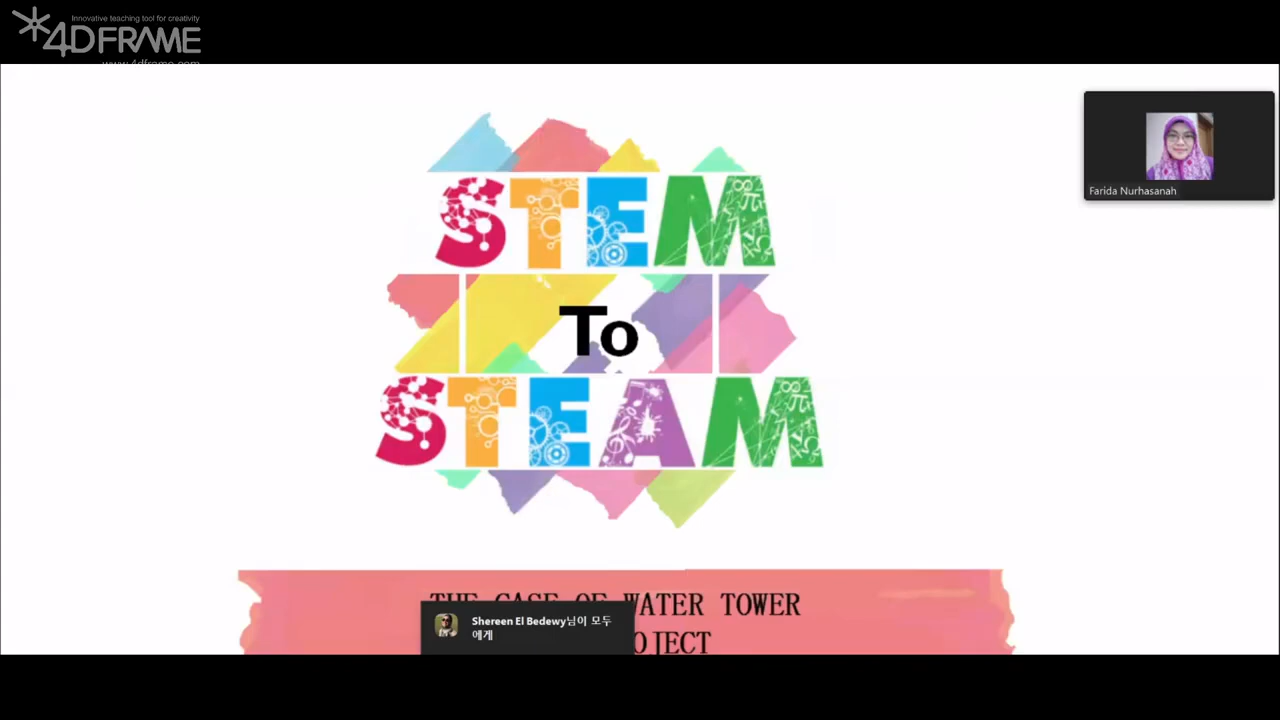 Innovative teaching tool for creativity
4DFRAME
www.4dframe.com
STEM
To
STEAM
Farida Nurhasanah
THE CASE OF WATER TOWER
Shereen El Bedewy님이 모두
에게